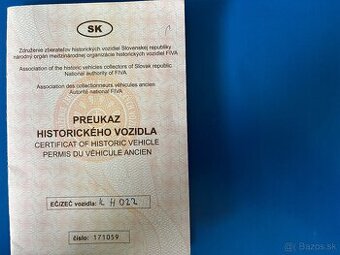 SK
Združenie zberateľov historických vozidiel Slovenskej republiky
národný orgán medzinárodnej organizácie historických vozidiel FIVA
Association of the historic vehicles collectors of Slovak republic
National authority of FIVA
Association des collectionneurs véhicules ancien
Autorité national FIVA
PREUKAZ
HISTORICKÉHO VOZIDLA
CERTIFICAT OF HISTORIC VEHICLE
PERMIS DU VÉHICULE ANCIEN
EČ/ZEČ vozidla: H 022
číslo: 171059
bazos.sk